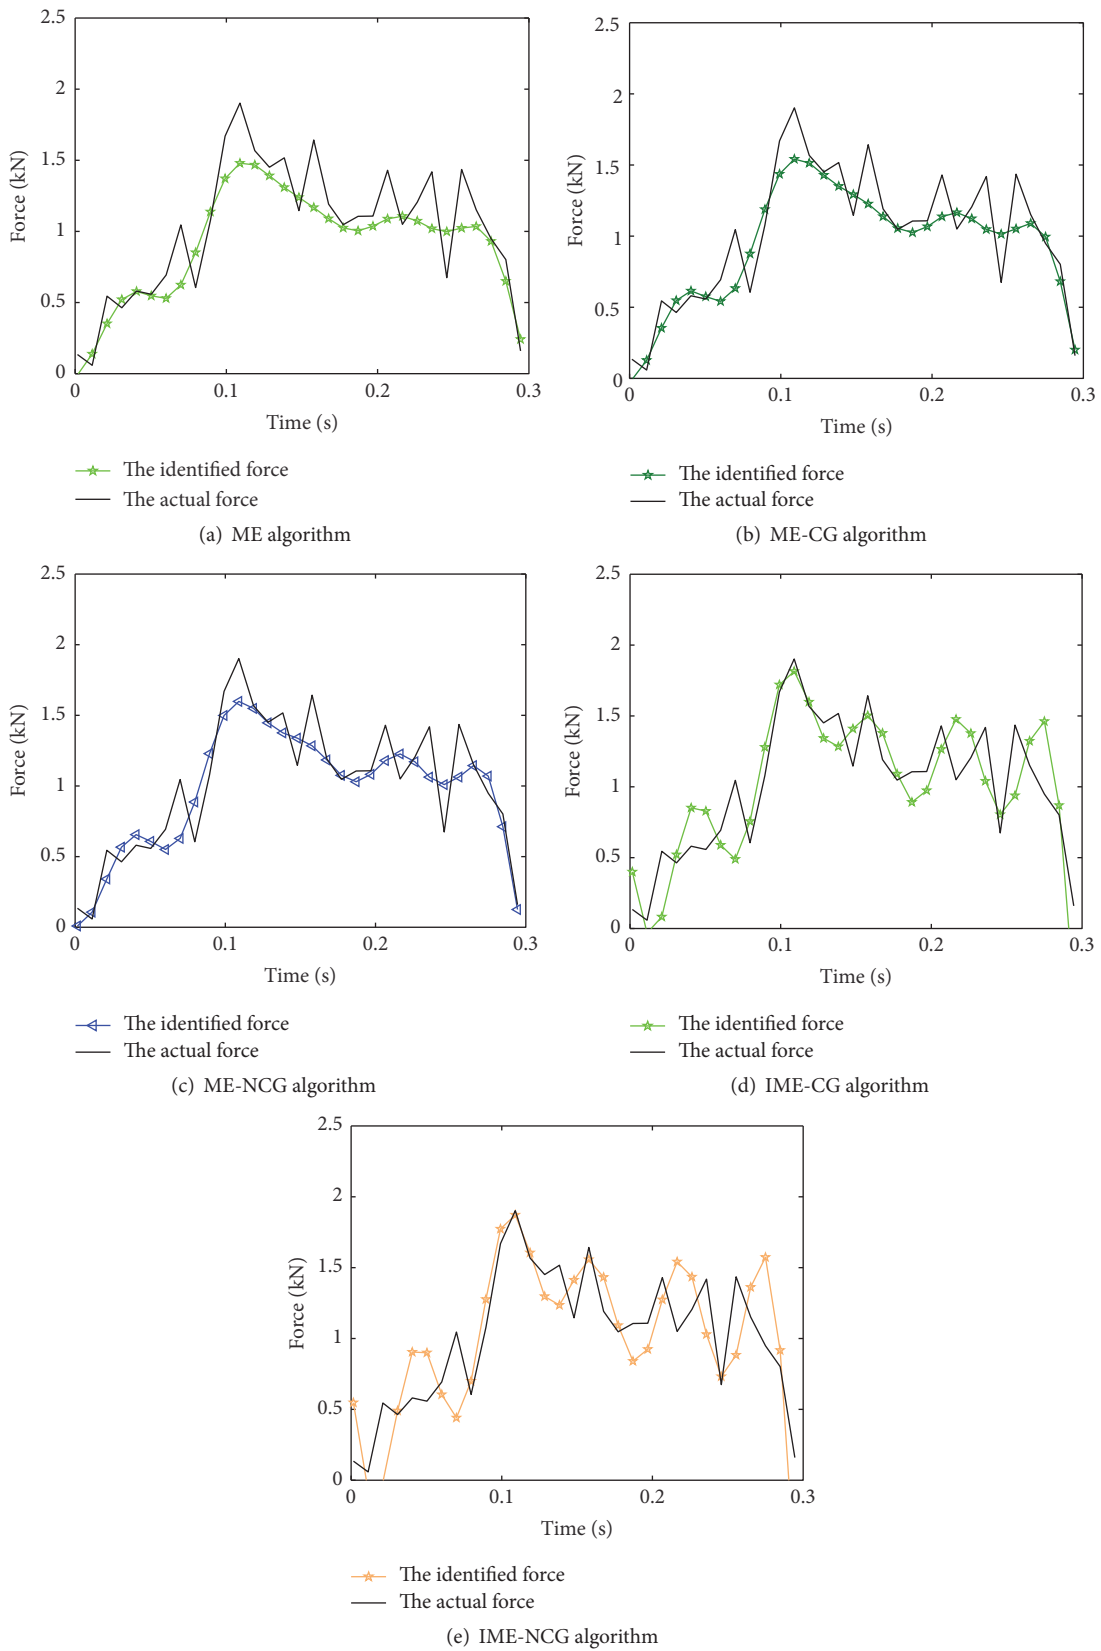 2.5
2
1.5
1
0.5
0
Force (kN)
0
0.1
0.2
0.3
Time (s)
The identified force
The actual force
(a) ME algorithm
2.5
2
1.5
1
0.5
0
Force (kN)
0
0.1
0.2
0.3
Time (s)
The identified force
The actual force
(b) ME-CG algorithm
2.5
2
1.5
1
0.5
0
Force (kN)
0
0.1
0.2
0.3
Time (s)
The identified force
The actual force
(c) ME-NCG algorithm
2.5
2
1.5
1
0.5
0
Force (kN)
0
0.1
0.2
0.3
Time (s)
The identified force
The actual force
(d) IME-CG algorithm
2.5
2
1.5
1
0.5
0
Force (kN)
0
0.1
0.2
0.3
Time (s)
The identified force
The actual force
(e) IME-NCG algorithm